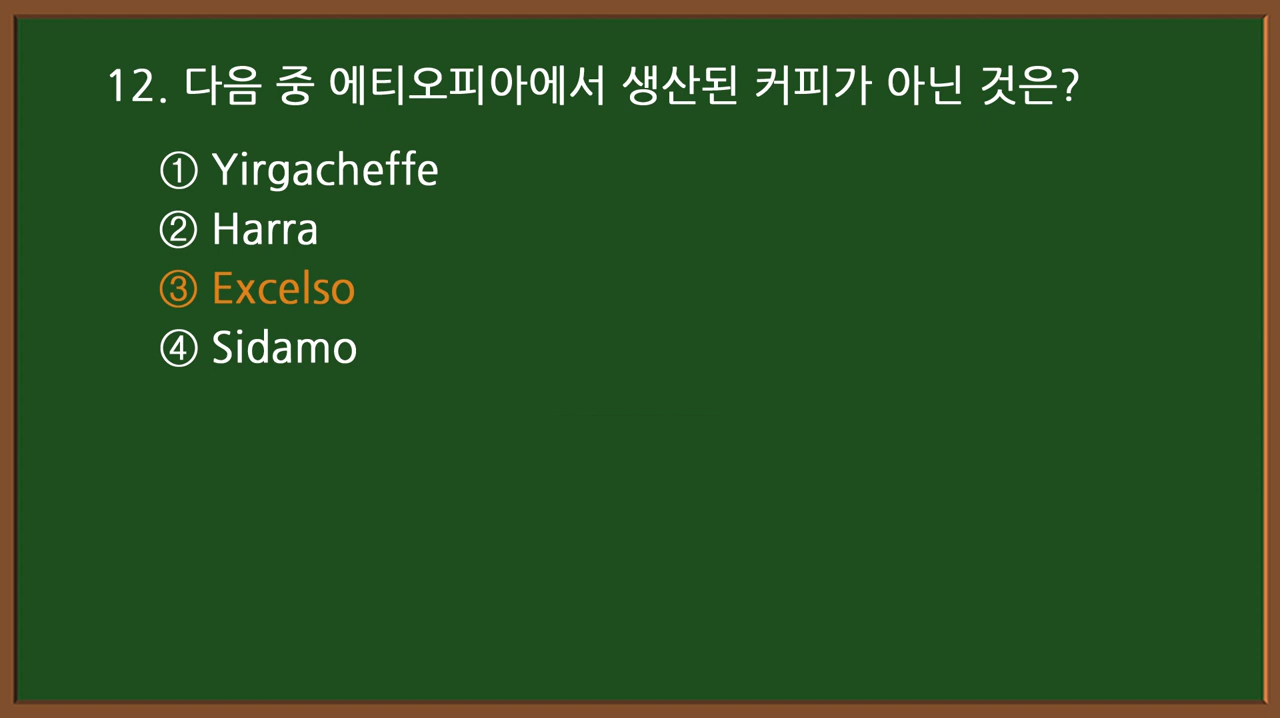 12. 다음 중 에티오피아에서 생산된 커피가 아닌 것은?
① Yirgacheffe
② Harra
③ Excelso
④ Sidamo